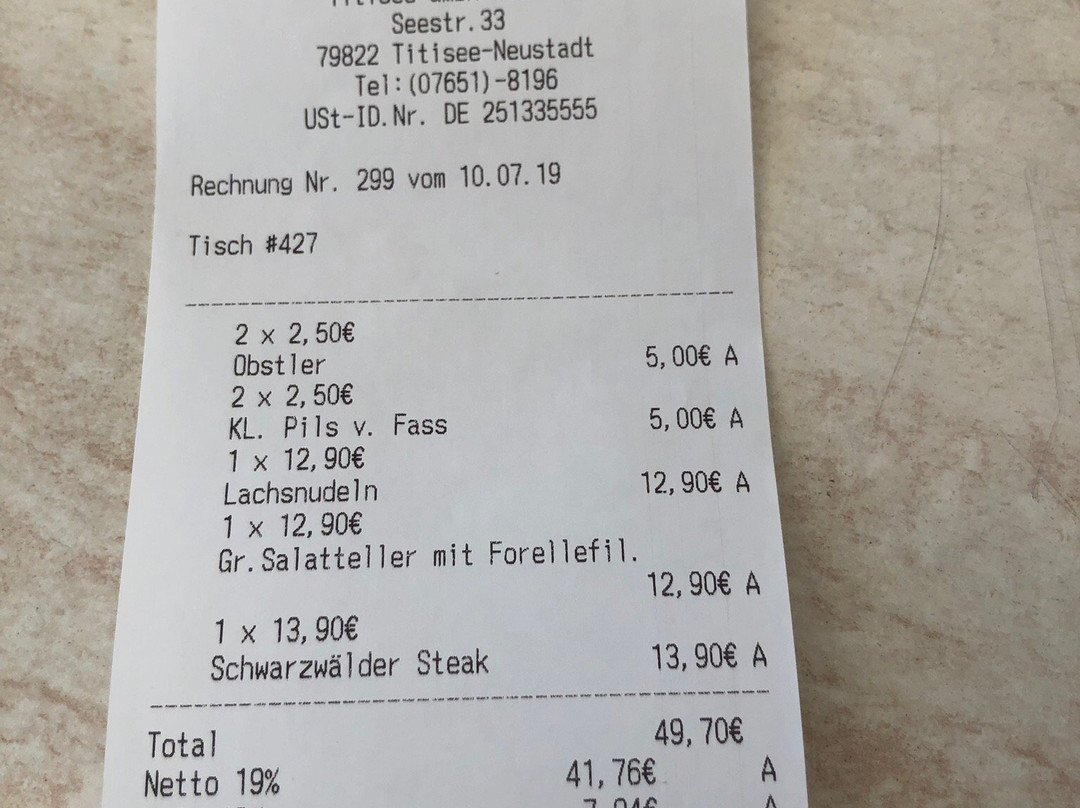 Seestr.33
79822 Titisee-Neustadt
Tel:(07651)-8196
USt-ID.Nr. DE 251335555
Rechnung Nr. 299 vom 10.07.19
Tisch #427
2 x 2,50€
Obstler 5,00€ A
2 x 2,50€
KL. Pils v. Fass 5,00€ A
1 x 12,90€
Lachsnudeln 12,90€ A
1 x 12,90€
Gr.Salatteller mit Forellefil.
12,90€ A
1 x 13,90€
Schwarzwälder Steak 13,90€ A
Total 49,70€
Netto 19% 41,76€ A